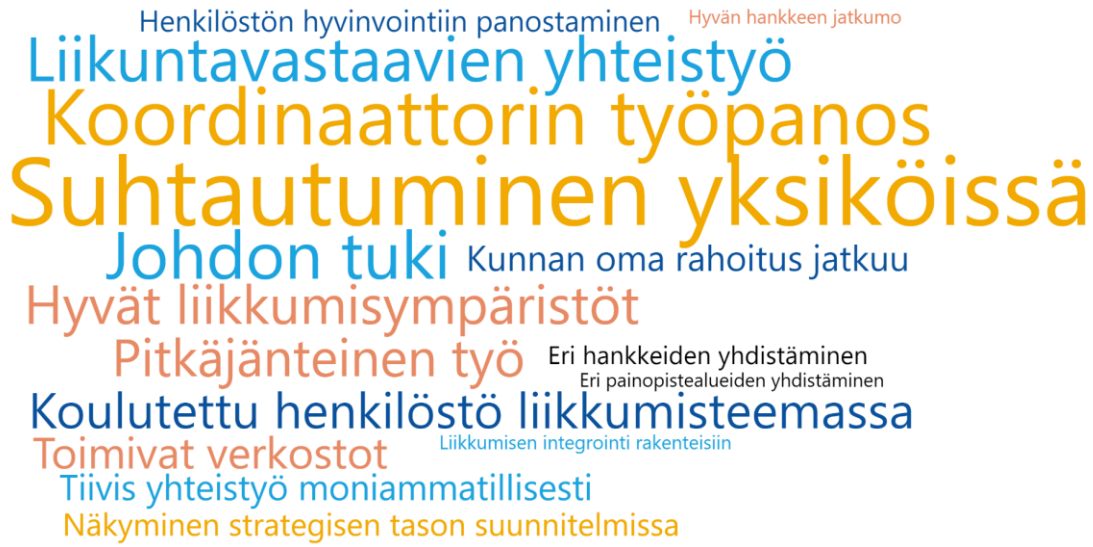 Henkilöstön hyvinvointiin panostaminen
Hyvän hankkeen jatkumo
Liikuntavastaavien yhteistyö
Koordinaattorin työpanos
Suhtautuminen yksiköissä
Johdon tuki
Kunnan oma rahoitus jatkuu
Hyvät liikkumisympäristöt
Pitkäjänteinen työ
Eri hankkeiden yhdistäminen
Eri painopistealueiden yhdistäminen
Koulutettu henkilöstö liikkumisteemassa
Toimivat verkostot
Liikkumisen integrointi rakenteisiin
Tiivis yhteistyö moniammatillisesti
Näkyminen strategisen tason suunnitelmissa